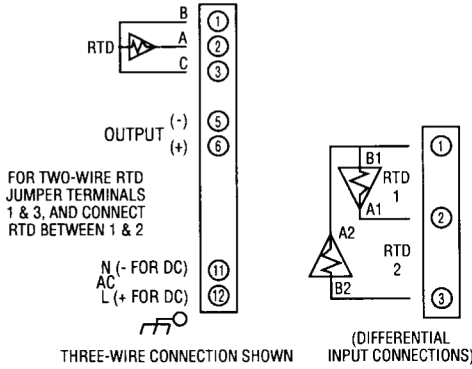 B
1
RTD
A
2
C
3
OUTPUT
(-)
5
(+)
6
FOR TWO-WIRE RTD
JUMPER TERMINALS
1 & 3, AND CONNECT
RTD BETWEEN 1 & 2
N (- FOR DC)
11
AC
L (+ FOR DC)
12
THREE-WIRE CONNECTION SHOWN
1
B1
RTD
1
A1
2
A2
RTD
2
B2
3
(DIFFERENTIAL
INPUT CONNECTIONS)